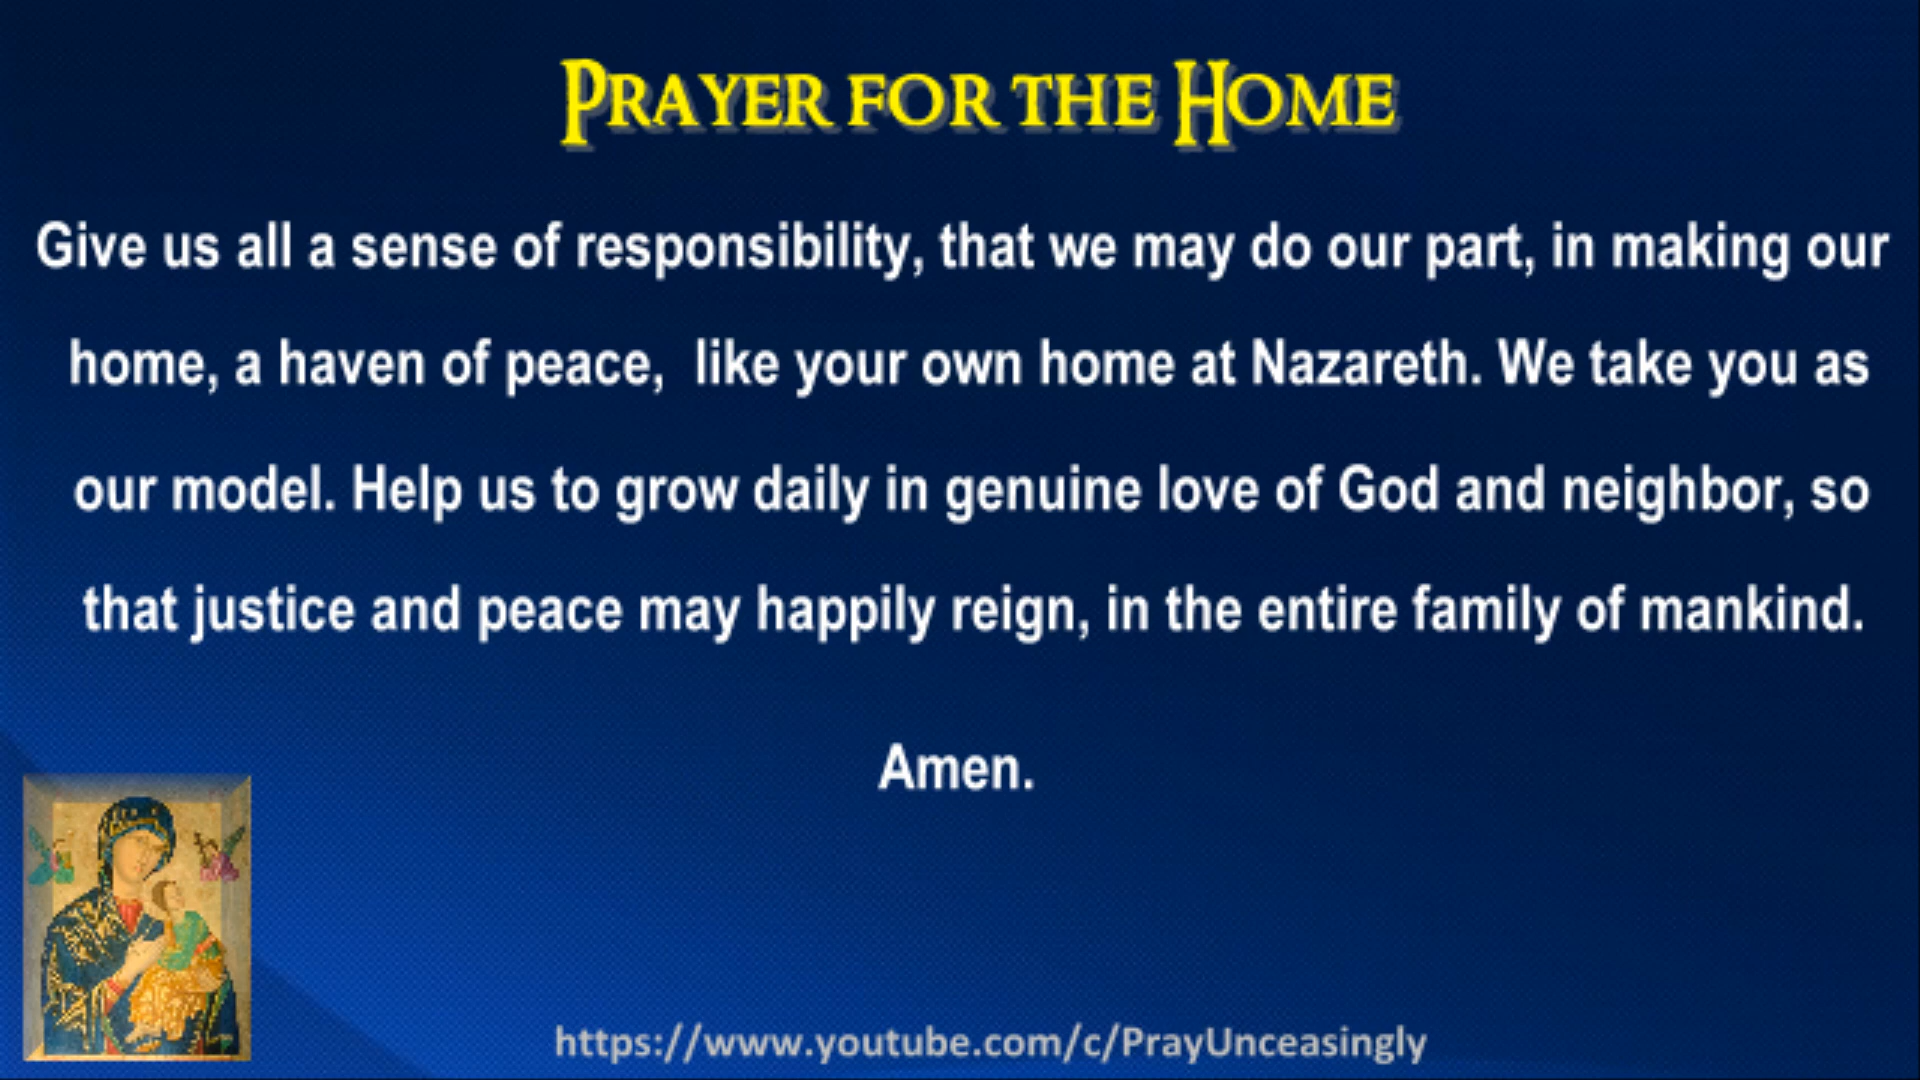 PRAYER FOR THE HOME
Give us all a sense of responsibility, that we may do our part, in making our
home, a haven of peace,  like your own home at Nazareth. We take you as
our model. Help us to grow daily in genuine love of God and neighbor, so
that justice and peace may happily reign, in the entire family of mankind.
Amen.
https://www.youtube.com/c/PrayUnceasingly